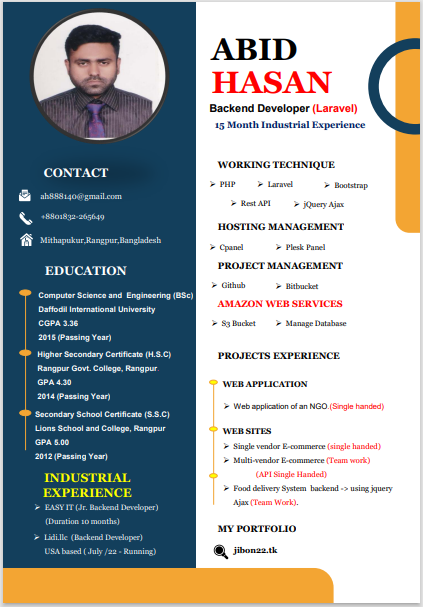 ABID
HASAN
Backend Developer (Laravel)
15 Month Industrial Experience
CONTACT
ah888140@gmail.com
+8801832-265649
Mithapukur,Rangpur,Bangladesh
EDUCATION
Computer Science and Engineering (BSc)
Daffodil International University
CGPA 3.36
2015 (Passing Year)
Higher Secondary Certificate (H.S.C)
Rangpur Govt. College, Rangpur
GPA 4.30
2014 (Passing Year)
Secondary School Certificate (S.S.C)
Lions School and College, Rangpur
GPA 5.00
2012 (Passing Year)
INDUSTRIAL
EXPERIENCE
➢ EASY IT (Jr. Backend Developer)
(Duration 10 months)
➢ Lidi.llc (Backend Developer)
USA based ( July /22 - Running)
WORKING TECHNIQUE
➢ PHP ➢ Laravel ➢ Bootstrap
➢ Rest API ➢ jQuery Ajax
HOSTING MANAGEMENT
➢ Cpanel ➢ Plesk Panel
PROJECT MANAGEMENT
➢ Github ➢ Bitbucket
AMAZON WEB SERVICES
➢ S3 Bucket ➢ Manage Database
PROJECTS EXPERIENCE
WEB APPLICATION
➢ Web application of an NGO.(Single handed)
WEB SITES
➢ Single vendor E-commerce (single handed)
➢ Multi-vendor E-commerce (Team work)
(API Single Handed)
➢ Food delivery System backend -> using jquery
Ajax (Team Work).
MY PORTFOLIO
jibon22.tk